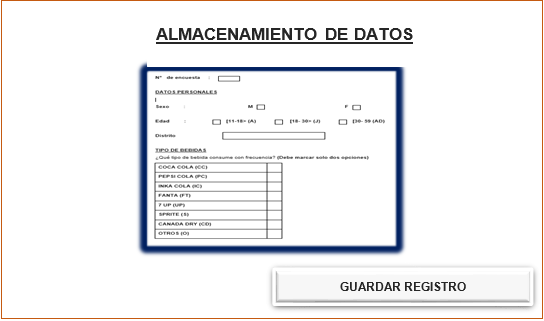 ALMACENAMIENTO DE DATOS
N° de encuesta :
DATOS PERSONALES
Sexo : M F
Edad : [11-18> (A) [18- 30> (J) [30- 59 (AD)
Distrito
TIPO DE BEBIDAS
¿Qué tipo de bebida consume con frecuencia? (Debe marcar solo dos opciones)
COCA COLA (CC)
PEPSI COLA (PC)
INKA COLA (IC)
FANTA (FT)
7 UP (UP)
SPRITE (S)
CANADA DRY (CD)
OTROS (O)
GUARDAR REGISTRO